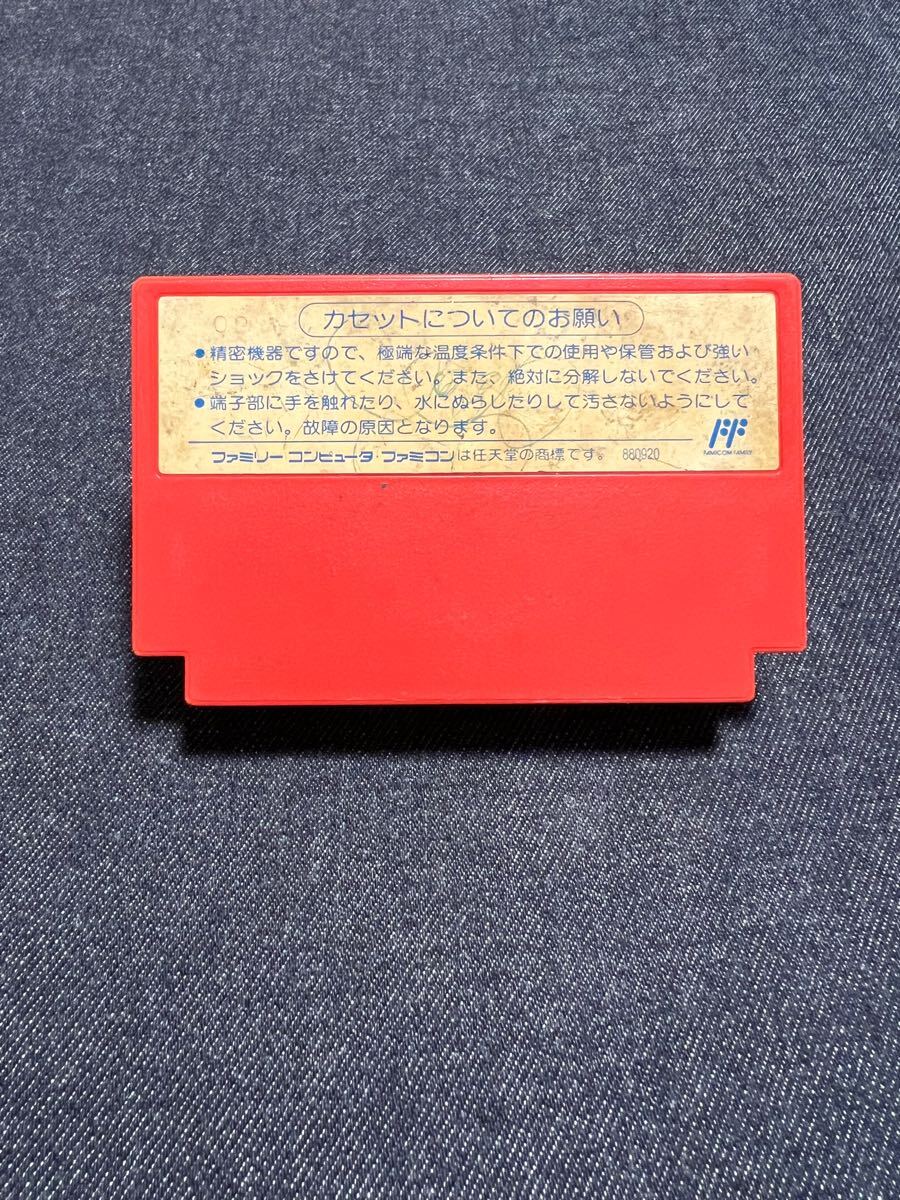 カセットについてのお願い
●精密機器ですので、極端な温度条件下での使用や保管および強い
ショックをさけてください。また、絶対に分解しないでください。
●端子部に手を触れたり、水にぬらしたりして汚さないようにして
ください。故障の原因となります。
FAMICOM FAMILY
ファミリーコンピュータ・ファミコンは任天堂の商標です。 880920